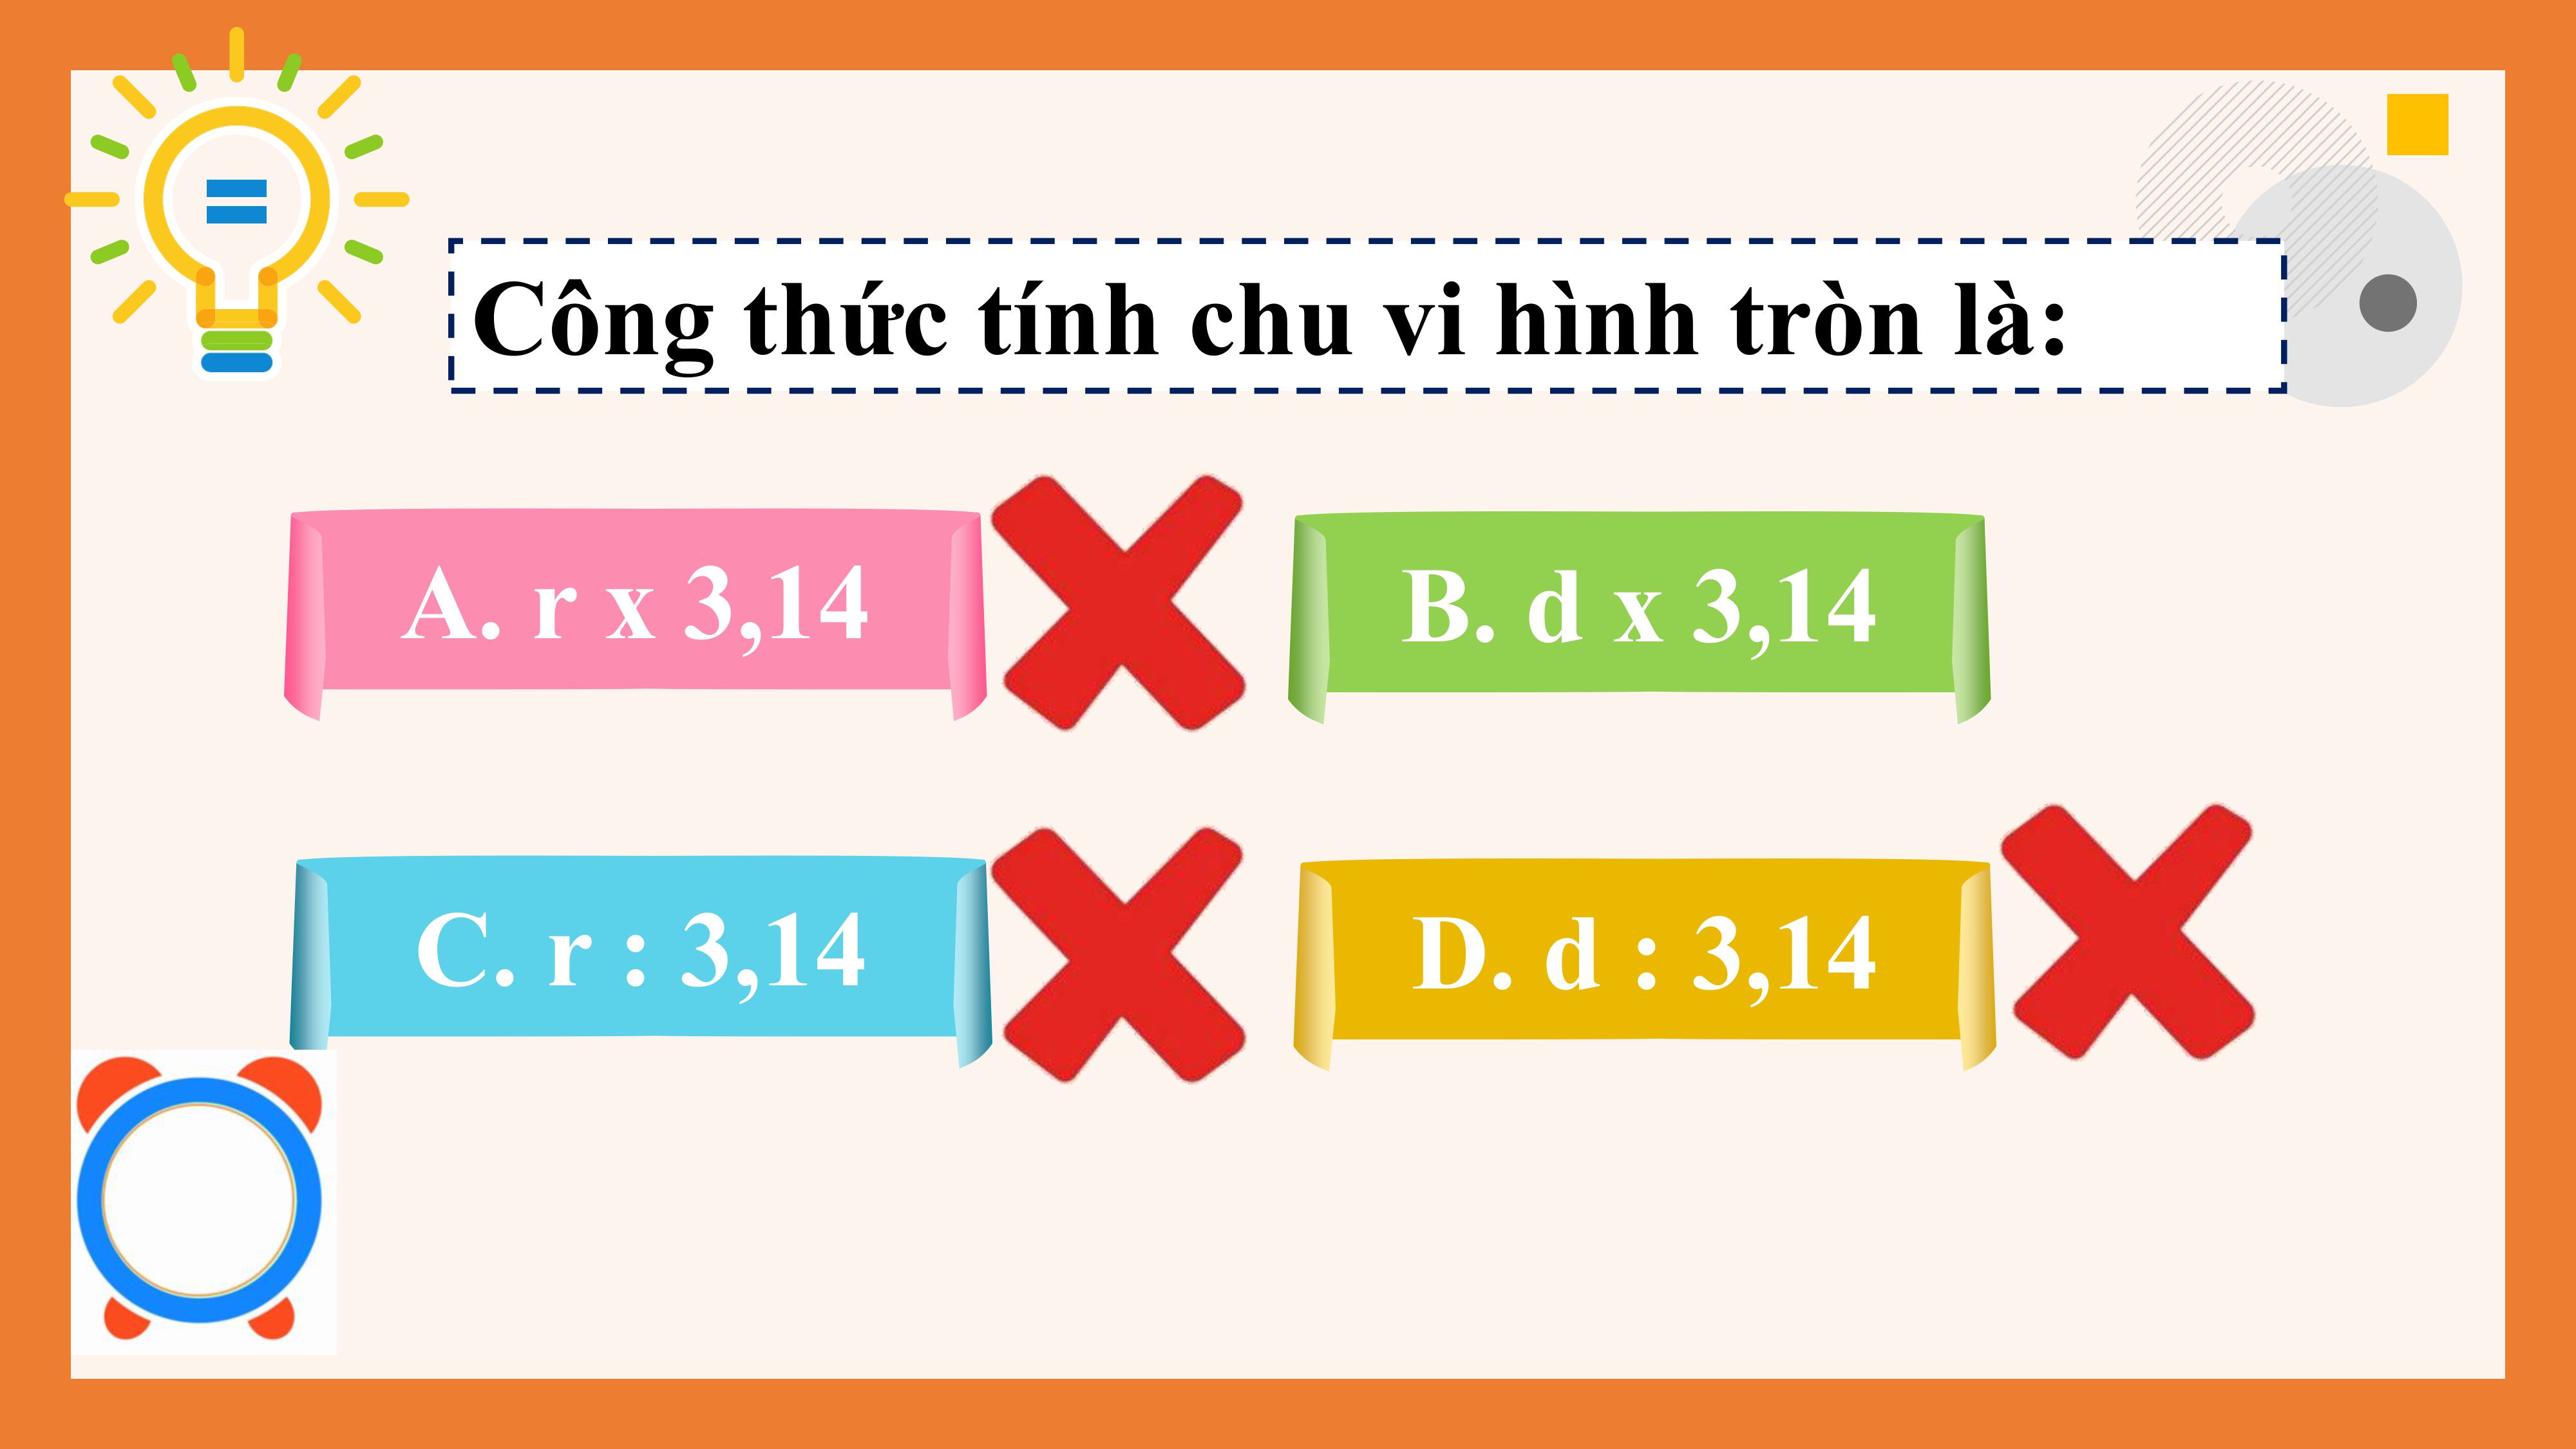 Công thức tính chu vi hình tròn là:
A. r x 3,14
B. d x 3,14
C. r : 3,14
D. d : 3,14